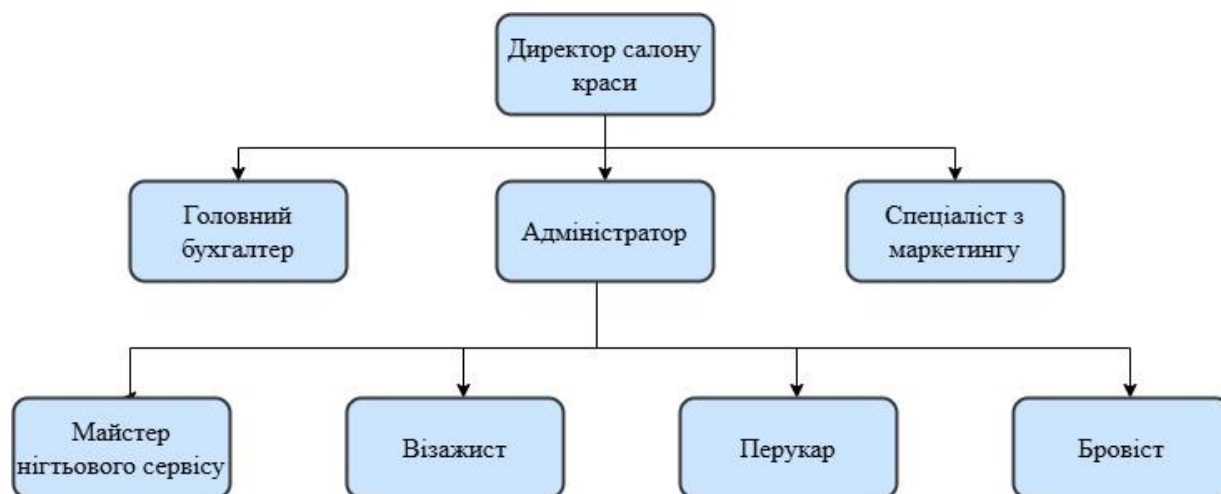 Директор салону
краси
Головний
бухгалтер
Адміністратор
Спеціаліст з
маркетингу
Майстер
нігтьового сервісу
Візажист
Перукар
Бровіст